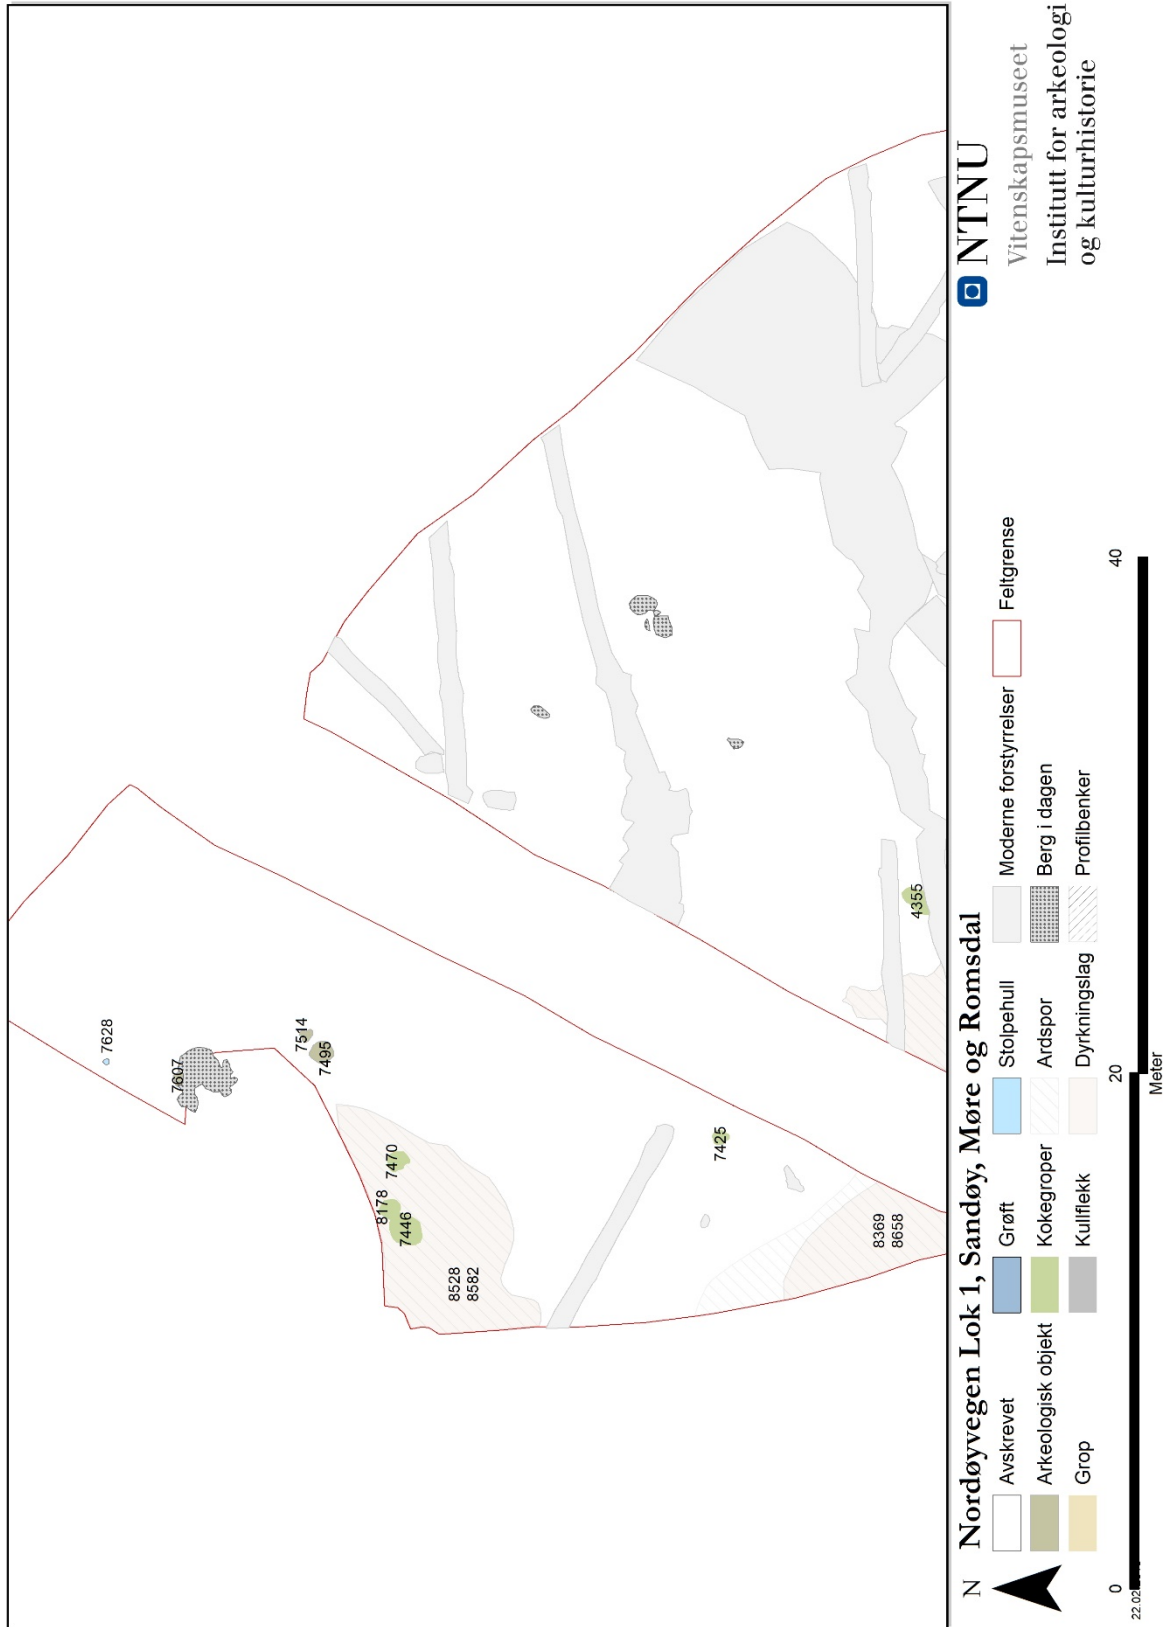 7628
7607
7514
7495
7470
8178
7446
8528
8582
7425
8369
8658
4355
N
Nordøyvegen Lok 1, Sandøy, Møre og Romsdal
Avskrevet
Grøft
Stolpehull
Moderne forstyrrelser
Feltgrense
Arkeologisk objekt
Kokegroper
Ardspor
Berg i dagen
Grop
Kullflekk
Dyrkningslag
Profilbenker
0
20
40
Meter
22.02
NTNU
Vitenskapsmuseet
Institutt for arkeologi
og kulturhistorie